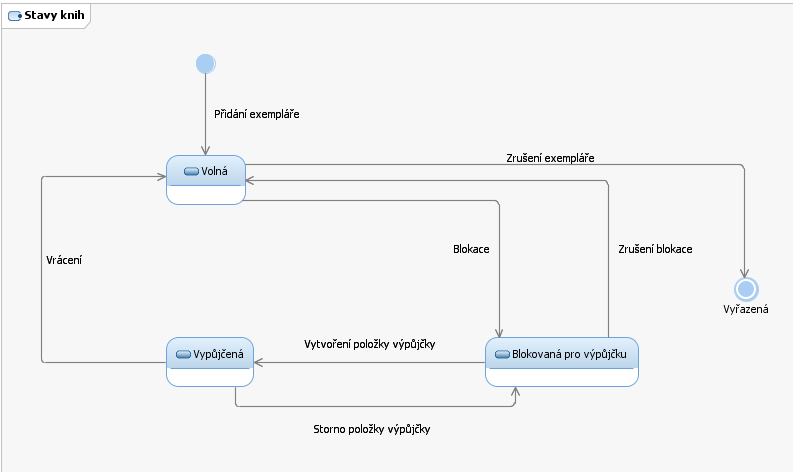 Stavy knih
Přidání exempláře
Zrušení exempláře
Volná
Blokace
Zrušení blokace
Vrácení
Vyřazená
Vytvoření položky výpůjčky
Vypůjčená
Blokovaná pro výpůjčku
Storno položky výpůjčky